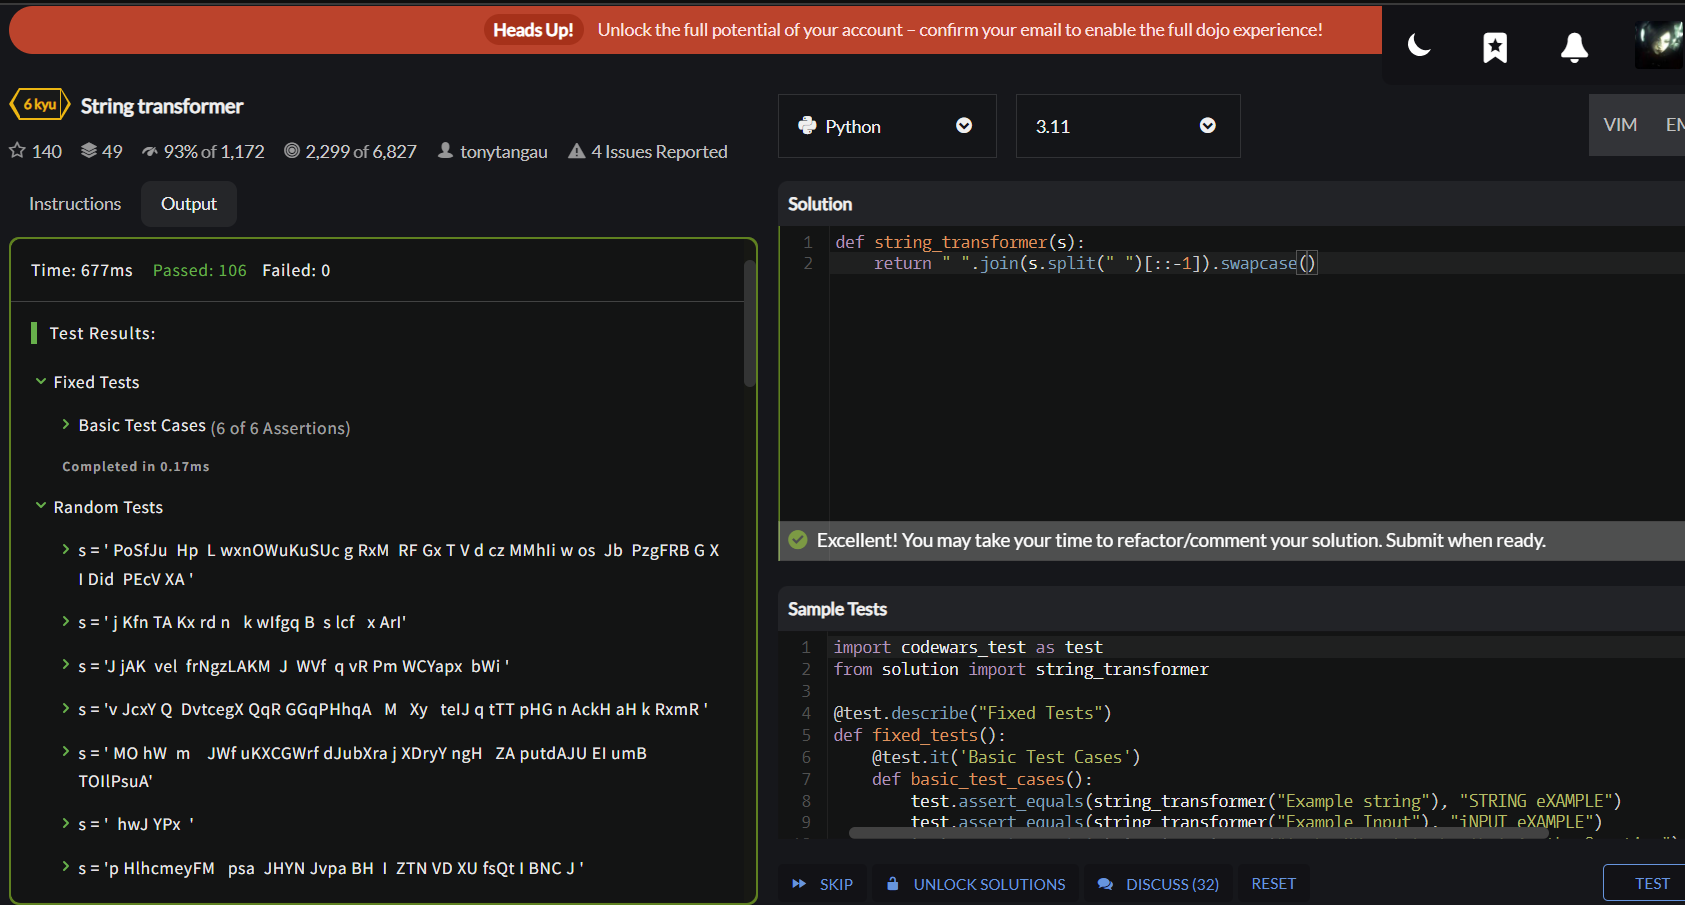 Heads Up! Unlock the full potential of your account – confirm your email to enable the full dojo experience!
6 kyu String transformer
140 49 93% of 1,172 2,299 of 6,827 tonytangau 4 Issues Reported
Instructions Output
Time: 677ms Passed: 106 Failed: 0
Test Results:
Fixed Tests
Basic Test Cases (6 of 6 Assertions)
Completed in 0.17ms
Random Tests
s = ' PoSfJu  Hp  L wxnOWuKuSUc g RxM  RF Gx T V d cz MMhIi w os  Jb  PzgFRB G X
I Did  PEcV XA '
s = ' j Kfn TA Kx rd n   k wIfgq B  s lcf   x ArI'
s = 'J jAK  vel  frNgzLAKM  J  WVf  q vR Pm WCYapx  bWi '
s = 'v JcxY Q  DvtcegX QqR GGqPHhqA   M   Xy   teIJ q tTT pHG n AckH aH k RxmR '
s = ' MO hW  m    JWf uKXCGWrf dJubXra j XDryY ngH   ZA putdAJU EI umB
TOIlPsuA'
s = '  hwJ YPx  '
s = 'p HlhcmeyFM   psa  JHYN Jvpa BH  I  ZTN VD XU fsQt I BNC J '
Python 3.11 VIM EM
Solution
1 def string_transformer(s):
2     return " ".join(s.split(" ")[::-1]).swapcase()
Excellent! You may take your time to refactor/comment your solution. Submit when ready.
Sample Tests
1 import codewars_test as test
2 from solution import string_transformer
3
4 @test.describe("Fixed Tests")
5 def fixed_tests():
6     @test.it('Basic Test Cases')
7     def basic_test_cases():
8         test.assert_equals(string_transformer("Example string"), "STRING eXAMPLE")
9         test.assert_equals(string_transformer("Example Input"), "iNPUT eXAMPLE")
SKIP UNLOCK SOLUTIONS DISCUSS (32) RESET TEST